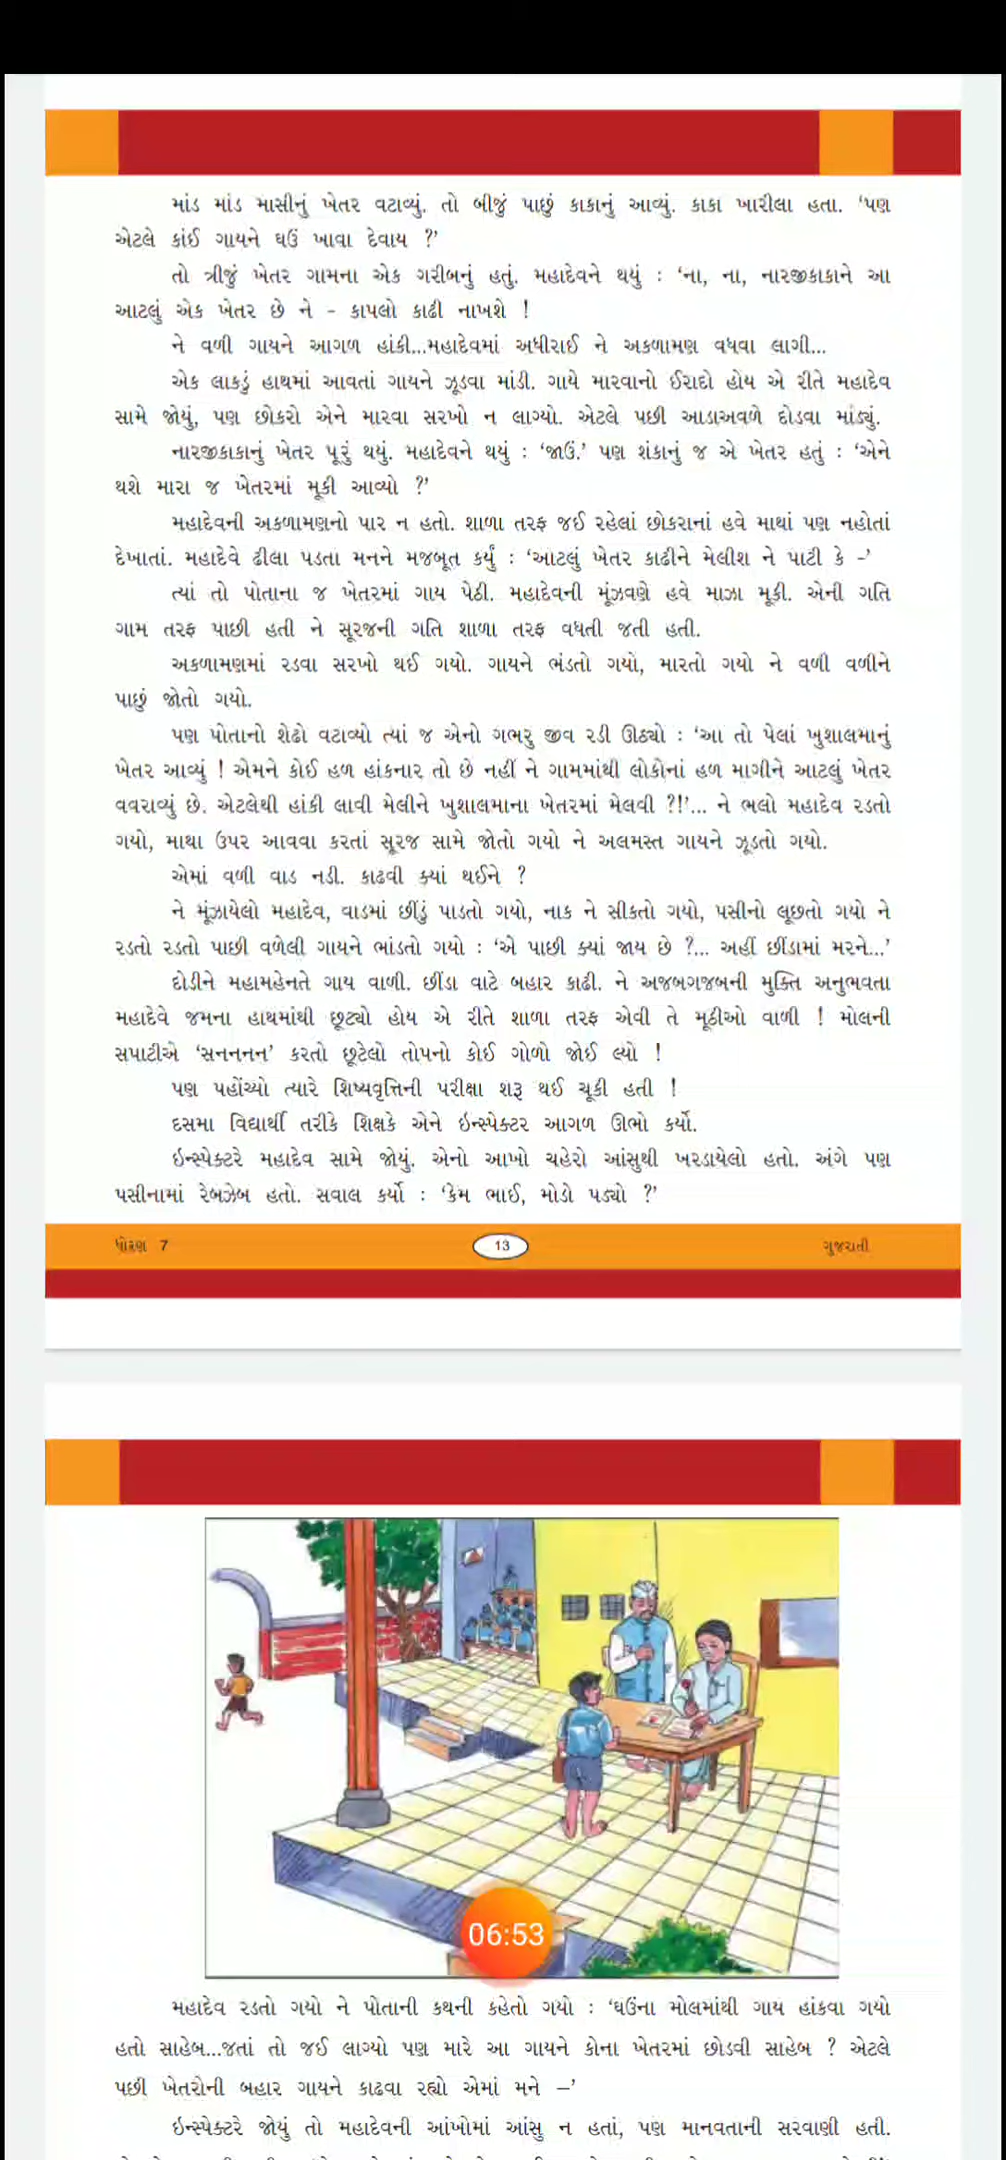 માંડ માંડ માસીનું ખેતર વટાવ્યું. તો બીજું પાછું કાકાનું આવ્યું. કાકા ખારીલા હતા. ‘પણ
એટલે કાંઈ ગાયને ઘઉં ખાવા દેવાય ?’
તો ત્રીજું ખેતર ગામના એક ગરીબનું હતું. મહાદેવને થયું : ‘ના, ના, નારજીકાકાને આ
આટલું એક ખેતર છે ને - કાપલો કાઢી નાખશે !
ને વળી ગાયને આગળ હાંકી...મહાદેવમાં અધીરાઈ ને અકળામણ વધવા લાગી...
એક લાકડું હાથમાં આવતાં ગાયને ઝૂડવા માંડી. ગાયે મારવાનો ઈરાદો હોય એ રીતે મહાદેવ
સામે જોયું, પણ છોકરો એને મારવા સરખો ન લાગ્યો. એટલે પછી આડાઅવળે દોડવા માંડ્યું.
નારજીકાકાનું ખેતર પૂરું થયું. મહાદેવને થયું : ‘જાઉં.’ પણ શંકાનું જ એ ખેતર હતું : ‘એને
થશે મારા જ ખેતરમાં મૂકી આવ્યો ?’
મહાદેવની અકળામણનો પાર ન હતો. શાળા તરફ જઈ રહેલાં છોકરાનાં હવે માથાં પણ નહોતાં
દેખાતાં. મહાદેવે ઢીલા પડતા મનને મજબૂત કર્યું : ‘આટલું ખેતર કાઢીને મેલીશ ને પાટી કે -’
ત્યાં તો પોતાના જ ખેતરમાં ગાય પેઠી. મહાદેવની મૂંઝવણે હવે માઝા મૂકી. એની ગતિ
ગામ તરફ પાછી હતી ને સૂરજની ગતિ શાળા તરફ વધતી જતી હતી.
અકળામણમાં રડવા સરખો થઈ ગયો. ગાયને ભંડતો ગયો, મારતો ગયો ને વળી વળીને
પાછું જોતો ગયો.
પણ પોતાનો શેઢો વટાવ્યો ત્યાં જ એનો ગભરુ જીવ રડી ઊઠ્યો : ‘આ તો પેલાં ખુશાલમાનું
ખેતર આવ્યું ! એમને કોઈ હળ હાંકનાર તો છે નહીં ને ગામમાંથી લોકોનાં હળ માગીને આટલું ખેતર
વવરાવ્યું છે. એટલેથી હાંકી લાવી મેલીને ખુશાલમાના ખેતરમાં મેલવી ?!’... ને ભલો મહાદેવ રડતો
ગયો, માથા ઉપર આવવા કરતાં સૂરજ સામે જોતો ગયો ને અલમસ્ત ગાયને ઝૂડતો ગયો.
એમાં વળી વાડ નડી. કાઢવી ક્યાં થઈને ?
ને મૂંઝાયેલો મહાદેવ, વાડમાં છીંડું પાડતો ગયો, નાક ને સીકતો ગયો, પસીનો લૂછતો ગયો ને
રડતો રડતો પાછી વળેલી ગાયને ભાંડતો ગયો : ‘એ પાછી ક્યાં જાય છે ?... અહીં છીંડામાં મરને...’
દોડીને મહામહેનતે ગાય વાળી. છીંડા વાટે બહાર કાઢી. ને અજબગજબની મુક્તિ અનુભવતા
મહાદેવે જમના હાથમાંથી છૂટ્યો હોય એ રીતે શાળા તરફ એવી તે મૂઠીઓ વાળી ! મોલની
સપાટીએ ‘સનનનન’ કરતો છૂટેલો તોપનો કોઈ ગોળો જોઈ લ્યો !
પણ પહોંચ્યો ત્યારે શિષ્યવૃત્તિની પરીક્ષા શરૂ થઈ ચૂકી હતી !
દસમા વિદ્યાર્થી તરીકે શિક્ષકે એને ઇન્સ્પેક્ટર આગળ ઊભો કર્યો.
ઇન્સ્પેક્ટરે મહાદેવ સામે જોયું. એનો આખો ચહેરો આંસુથી ખરડાયેલો હતો. અંગે પણ
પસીનામાં રેબઝેબ હતો. સવાલ કર્યો : ‘કેમ ભાઈ, મોડો પડ્યો ?’
ધોરણ 7 13 ગુજરાતી
06:53
મહાદેવ રડતો ગયો ને પોતાની કથની કહેતો ગયો : ‘ઘઉંના મોલમાંથી ગાય હાંકવા ગયો
હતો સાહેબ...જતાં તો જઈ લાગ્યો પણ મારે આ ગાયને કોના ખેતરમાં છોડવી સાહેબ ? એટલે
પછી ખેતરોની બહાર ગાયને કાઢવા રહ્યો એમાં મને –’
ઇન્સ્પેક્ટરે જોયું તો મહાદેવની આંખોમાં આંસુ ન હતાં, પણ માનવતાની સરવાણી હતી.